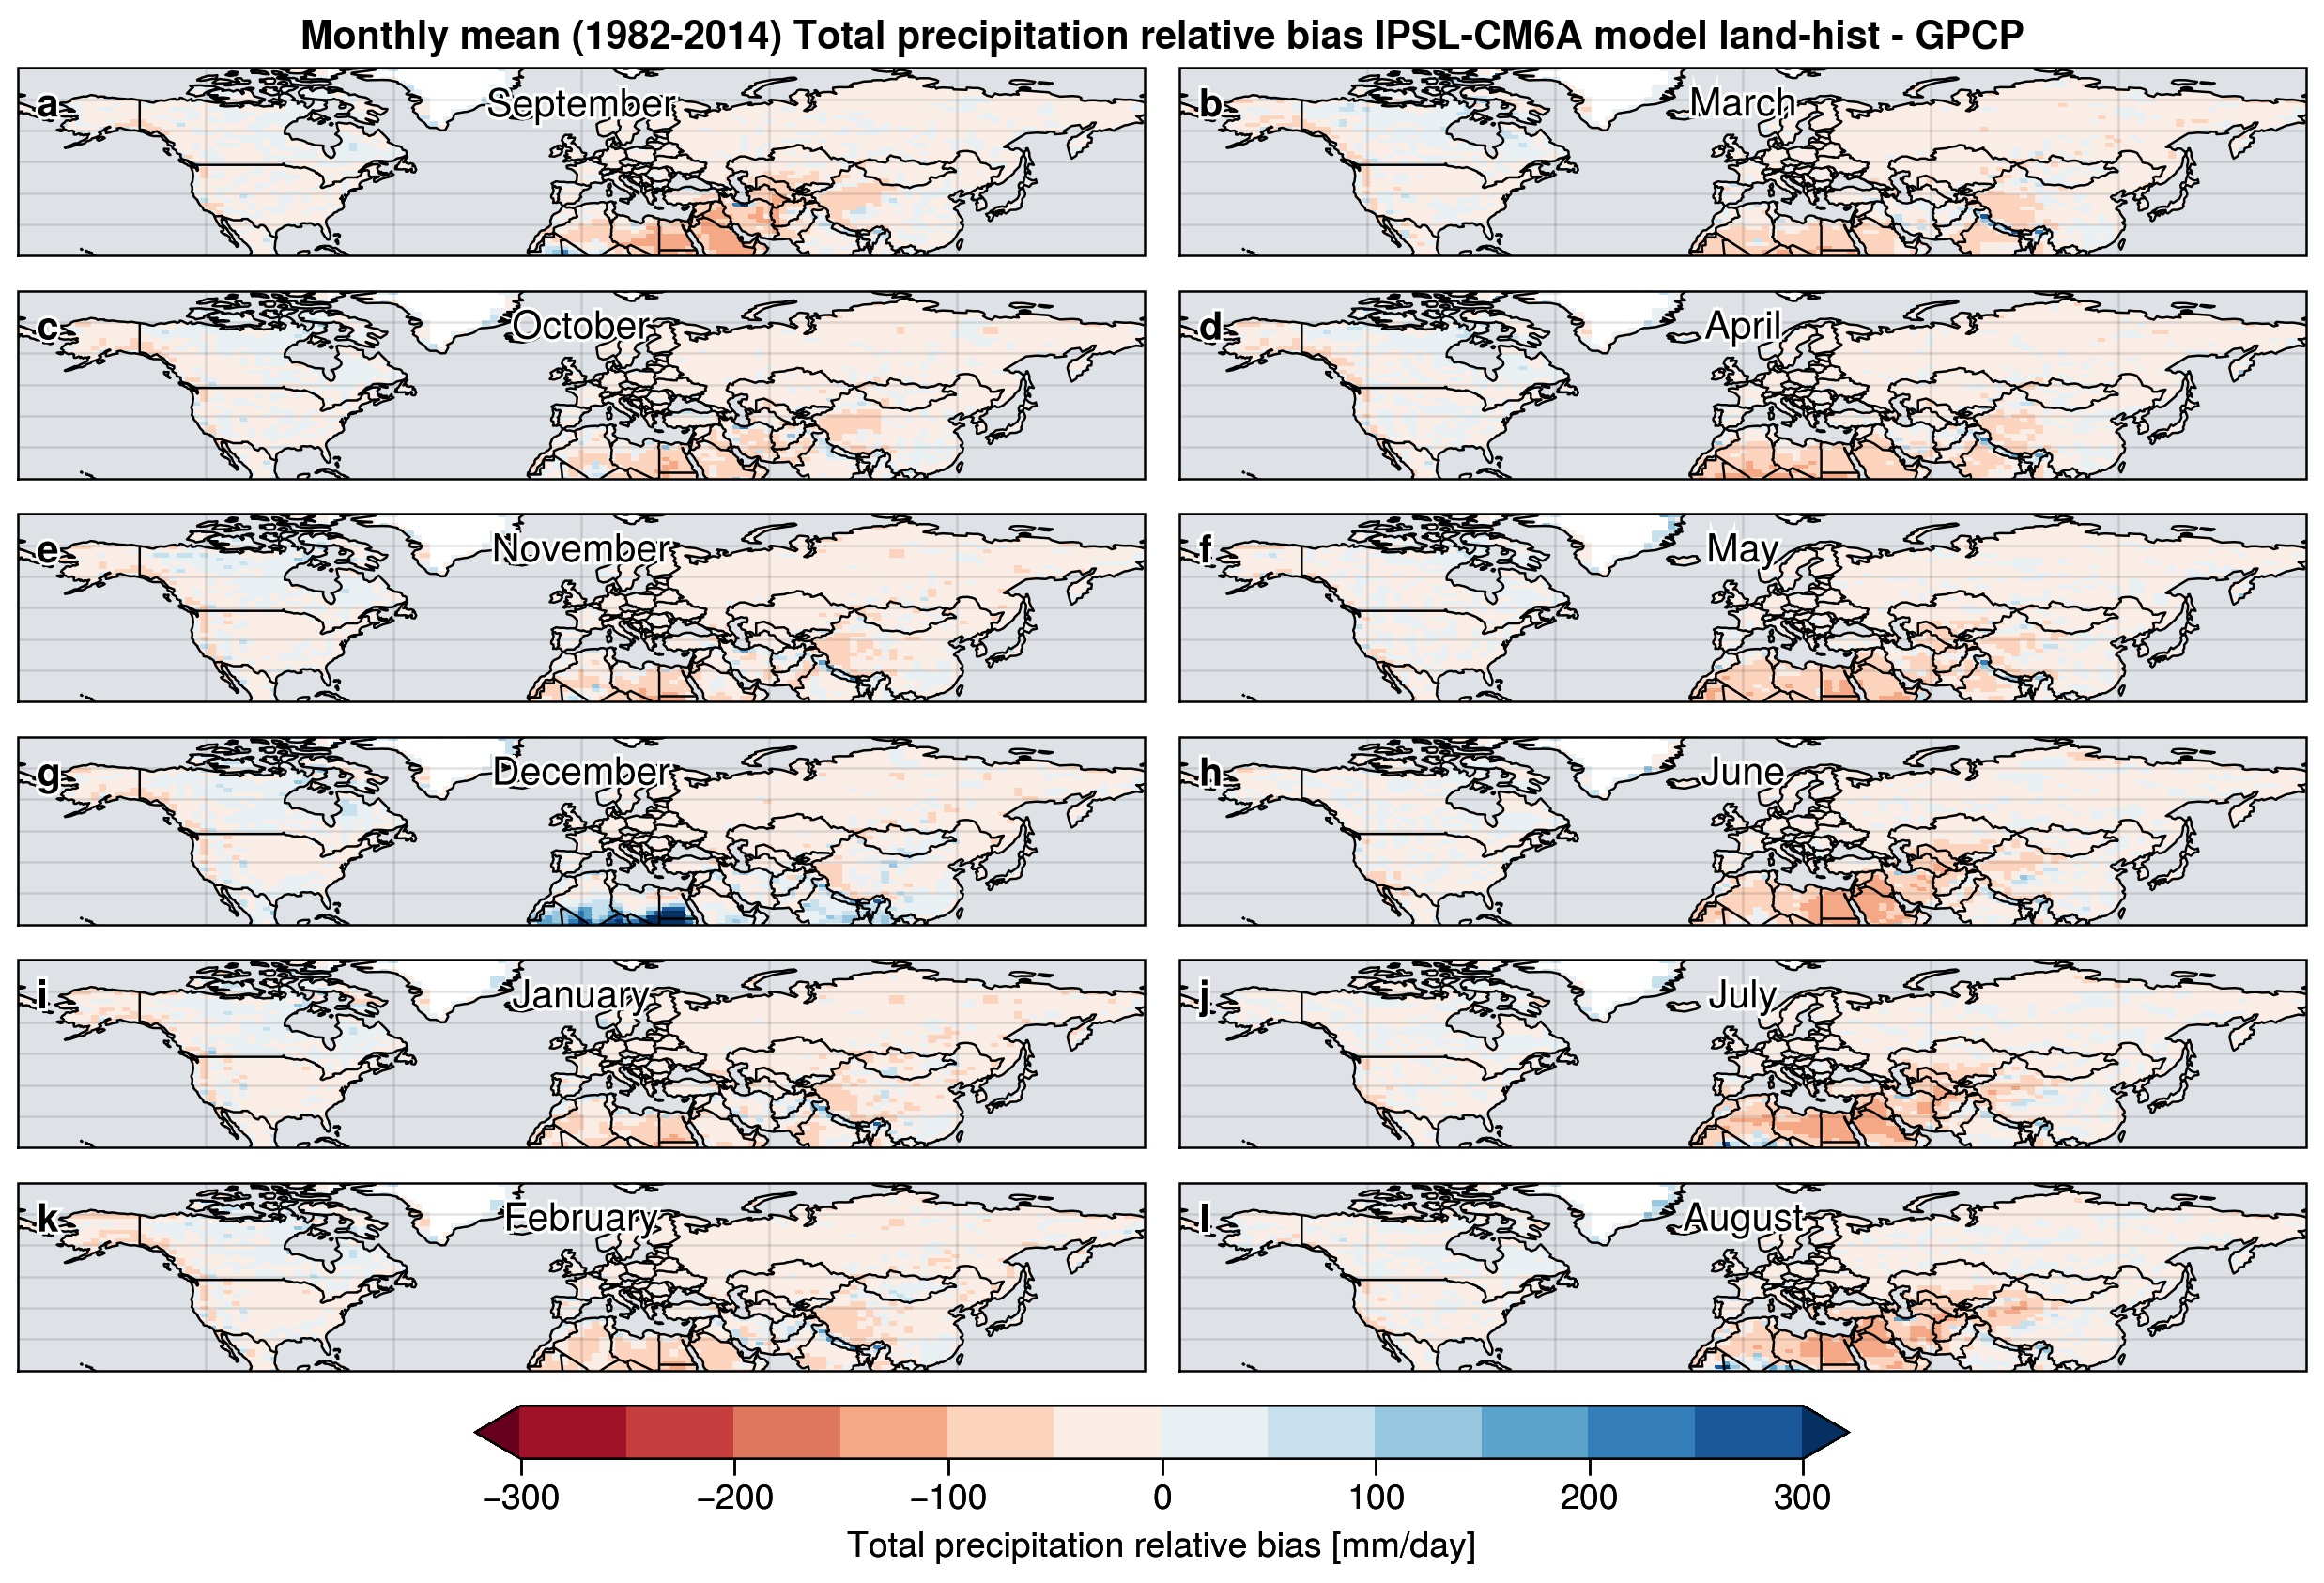 Monthly mean (1982-2014) Total precipitation relative bias IPSL-CM6A model land-hist - GPCP
a September
b March
c October
d April
e November
f May
g December
h June
i January
j July
k February
l August
−300 −200 −100 0 100 200 300
Total precipitation relative bias [mm/day]